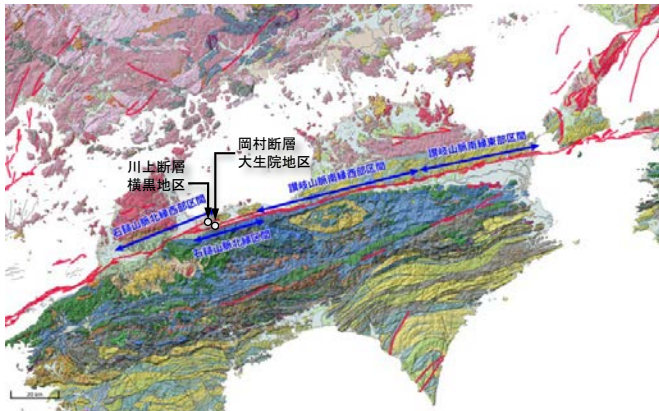 岡村断層
大生院地区
川上断層
横黒地区
讃岐山脈南縁東部区間
讃岐山脈南縁西部区間
石鎚山脈北縁西部区間
石鎚山脈北縁区間
20 km